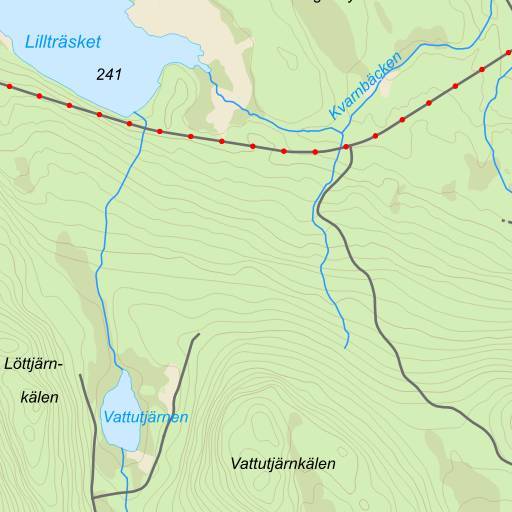 Lillträsket
241
Kvarnbäcken
Löttjärn-
kälen
Vattutjärnen
Vattutjärnkälen